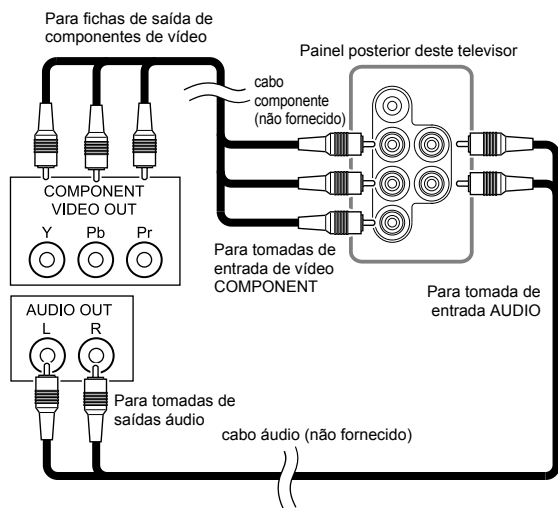 Para fichas de saída de
componentes de vídeo
Painel posterior deste televisor
cabo
componente
(não fornecido)
COMPONENT
VIDEO OUT
Y Pb Pr
Para tomadas de
entrada de vídeo
COMPONENT
Para tomada de
entrada AUDIO
AUDIO OUT
L R
Para tomadas de
saídas áudio
cabo áudio (não fornecido)